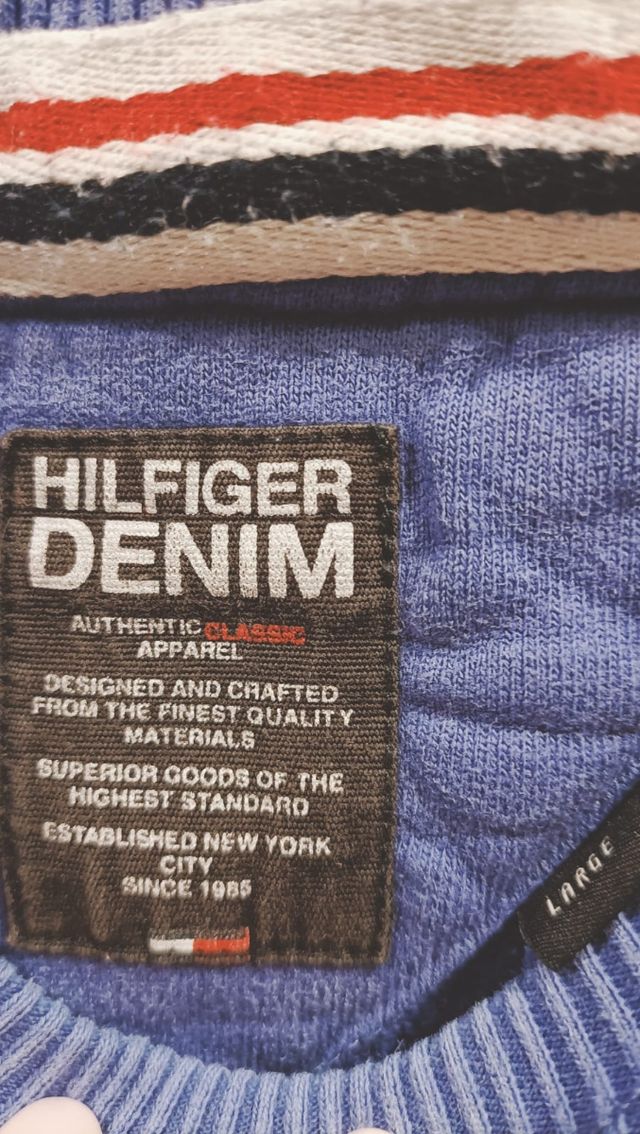 HILFIGER
DENIM
AUTHENTIC CLASSIC
APPAREL
DESIGNED AND CRAFTED
FROM THE FINEST QUALITY
MATERIALS
SUPERIOR GOODS OF THE
HIGHEST STANDARD
ESTABLISHED NEW YORK
CITY
SINCE 1985
LARGE